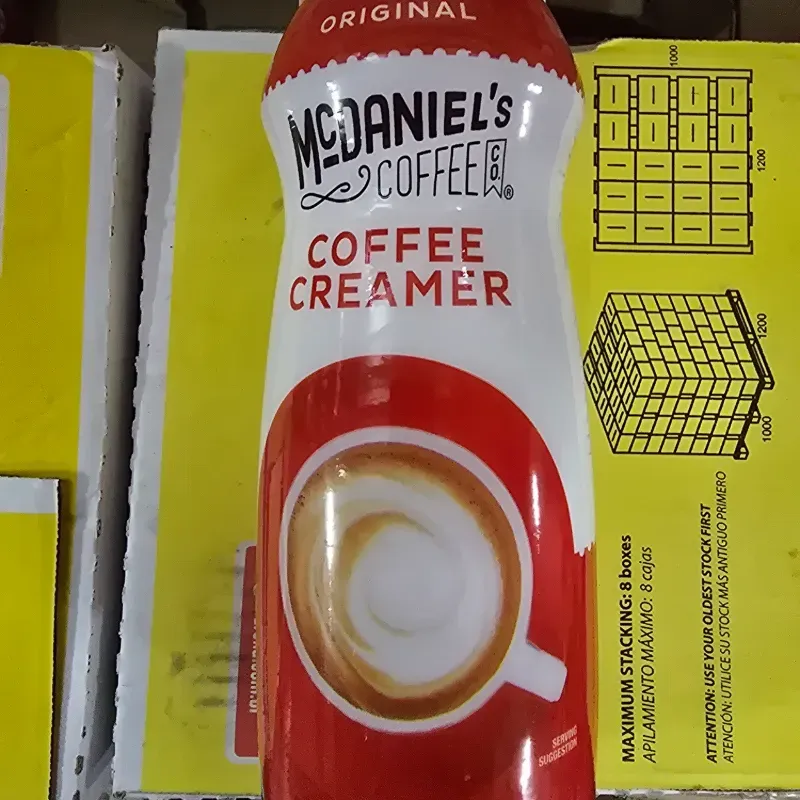 ORIGINAL
McDANIEL'S
COFFEE CO.®
COFFEE
CREAMER
SERVING
SUGGESTION
1000
1200
1200
1000
MAXIMUM STACKING: 8 boxes
APILAMIENTO MÁXIMO: 8 cajas
ATTENTION: USE YOUR OLDEST STOCK FIRST
ATENCIÓN: UTILICE SU STOCK MÁS ANTIGUO PRIMERO